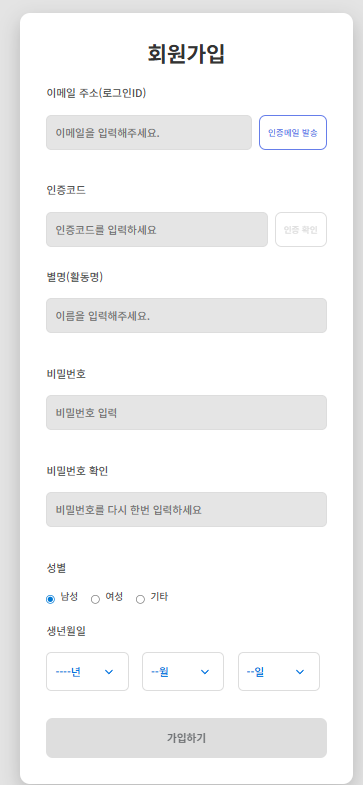 회원가입
이메일 주소(로그인ID)
이메일을 입력해주세요. 인증메일 발송
인증코드
인증코드를 입력하세요 인증 확인
별명(활동명)
이름을 입력해주세요.
비밀번호
비밀번호 입력
비밀번호 확인
비밀번호를 다시 한번 입력하세요
성별
남성 여성 기타
생년월일
----년 --월 --일
가입하기